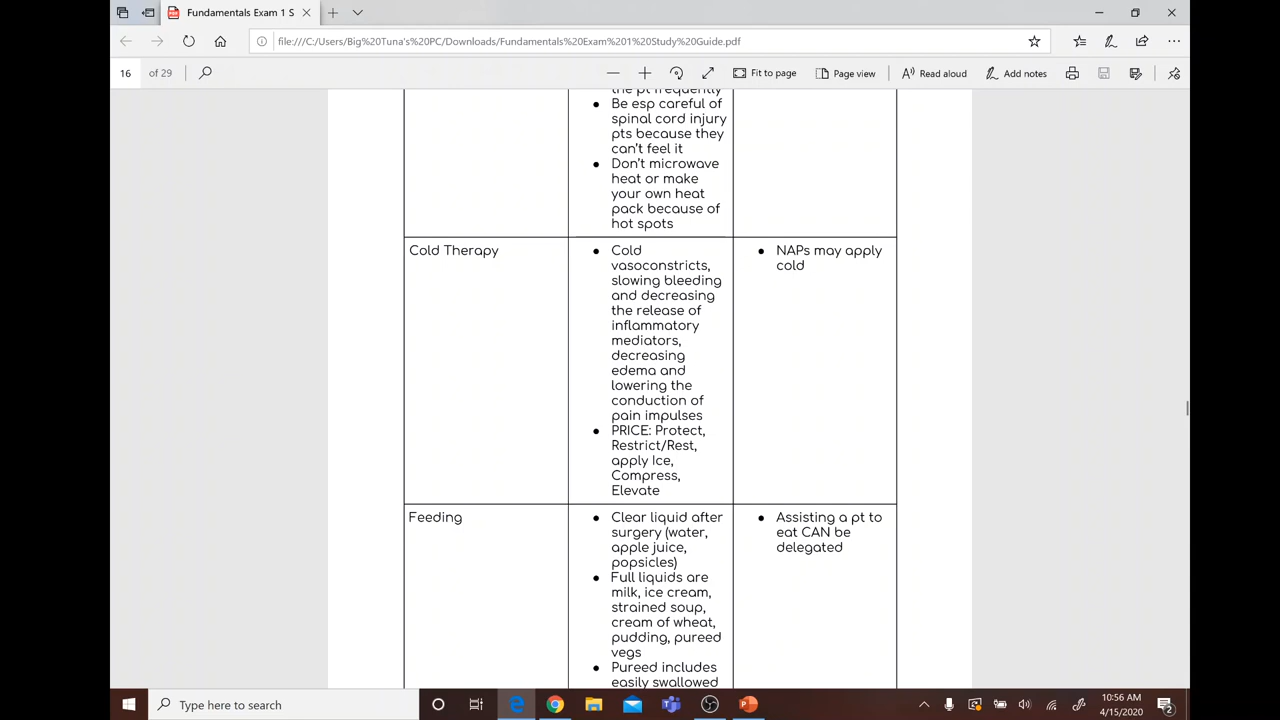 Fundamentals Exam 1 S
file:///C:/Users/Big%20Tuna's%20PC/Downloads/Fundamentals%20Exam%201%20Study%20Guide.pdf
16 of 29
Fit to page
Page view
Read aloud
Add notes
the pt frequently
● Be esp careful of
spinal cord injury
pts because they
can't feel it
● Don't microwave
heat or make
your own heat
pack because of
hot spots
Cold Therapy
● Cold
vasoconstricts,
slowing bleeding
and decreasing
the release of
inflammatory
mediators,
decreasing
edema and
lowering the
conduction of
pain impulses
● PRICE: Protect,
Restrict/Rest,
apply Ice,
Compress,
Elevate
● NAPs may apply
cold
Feeding
● Clear liquid after
surgery (water,
apple juice,
popsicles)
● Full liquids are
milk, ice cream,
strained soup,
cream of wheat,
pudding, pureed
vegs
● Pureed includes
easily swallowed
● Assisting a pt to
eat CAN be
delegated
Type here to search
10:56 AM
4/15/2020
2